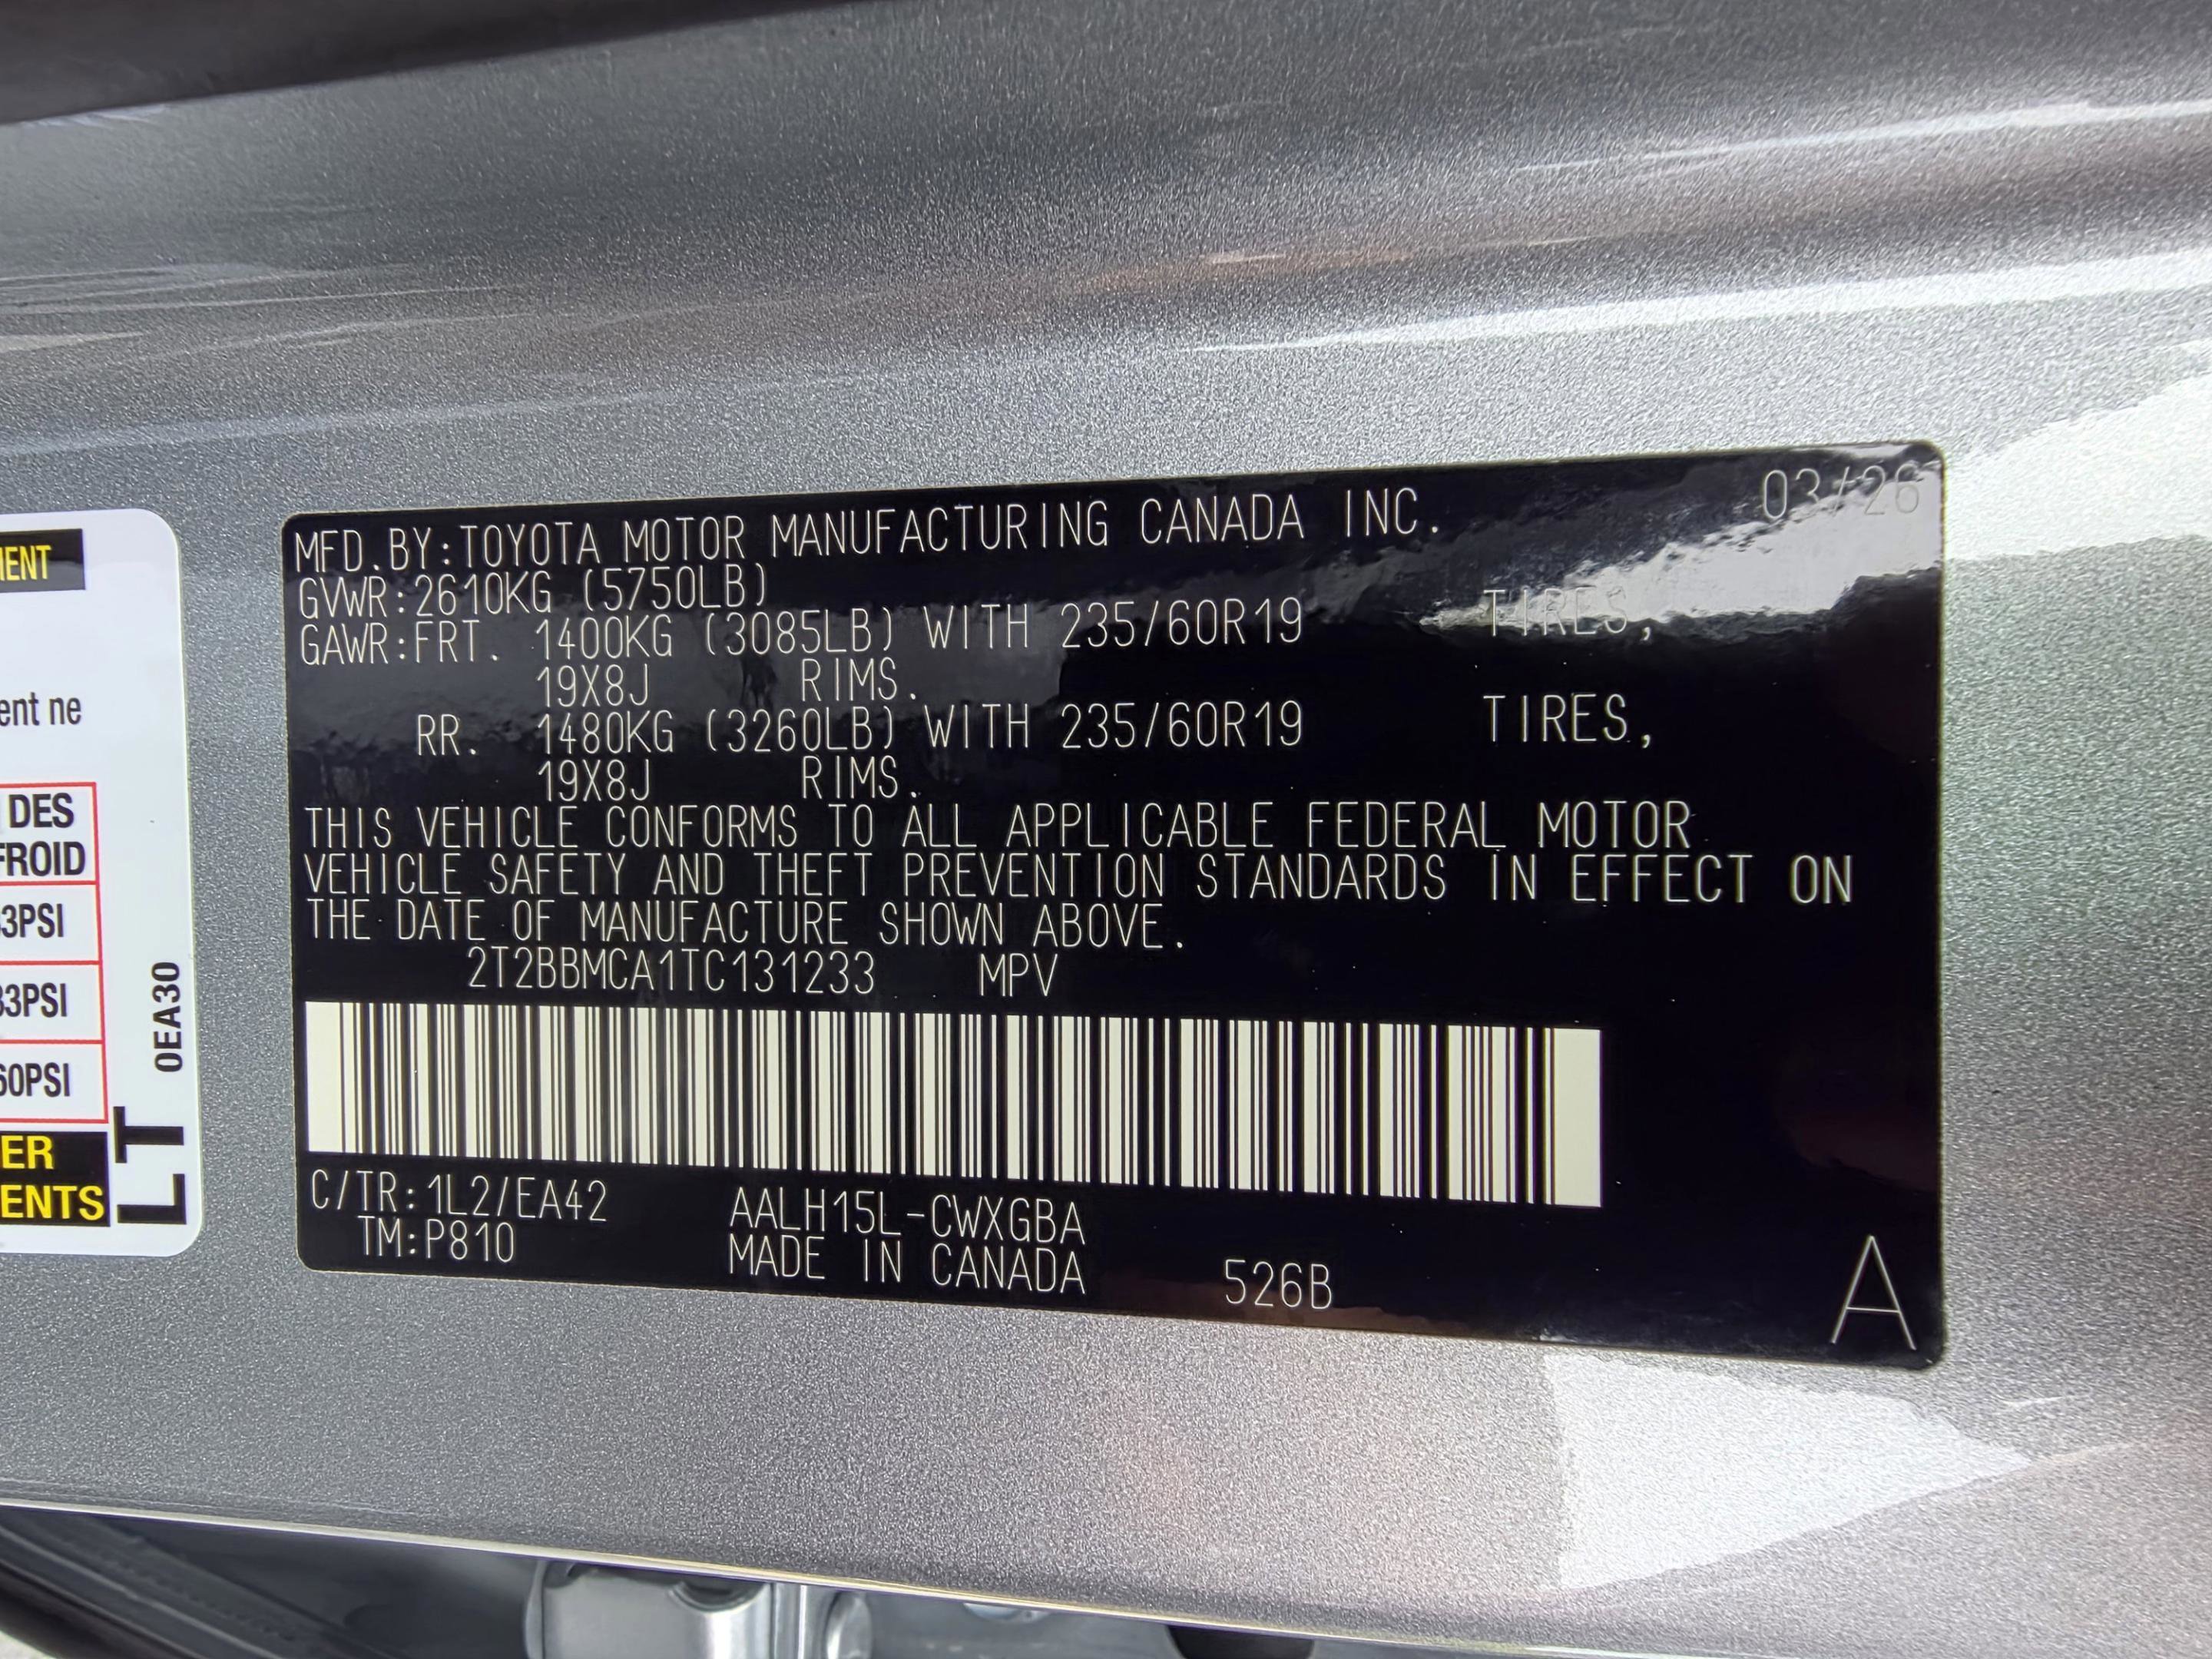 MENT
ent ne
DES
FROID
3PSI
33PSI
60PSI
ER
ENTS
LT
0EA30
MFD.BY:TOYOTA MOTOR MANUFACTURING CANADA INC. 03/26
GVWR:2610KG (5750LB)
GAWR:FRT. 1400KG (3085LB) WITH 235/60R19 TIRES,
19X8J RIMS.
RR. 1480KG (3260LB) WITH 235/60R19 TIRES,
19X8J RIMS.
THIS VEHICLE CONFORMS TO ALL APPLICABLE FEDERAL MOTOR
VEHICLE SAFETY AND THEFT PREVENTION STANDARDS IN EFFECT ON
THE DATE OF MANUFACTURE SHOWN ABOVE.
2T2BBMCA1TC131233 MPV
C/TR:1L2/EA42 AALH15L-CWXGBA
TM:P810 MADE IN CANADA 526B
A